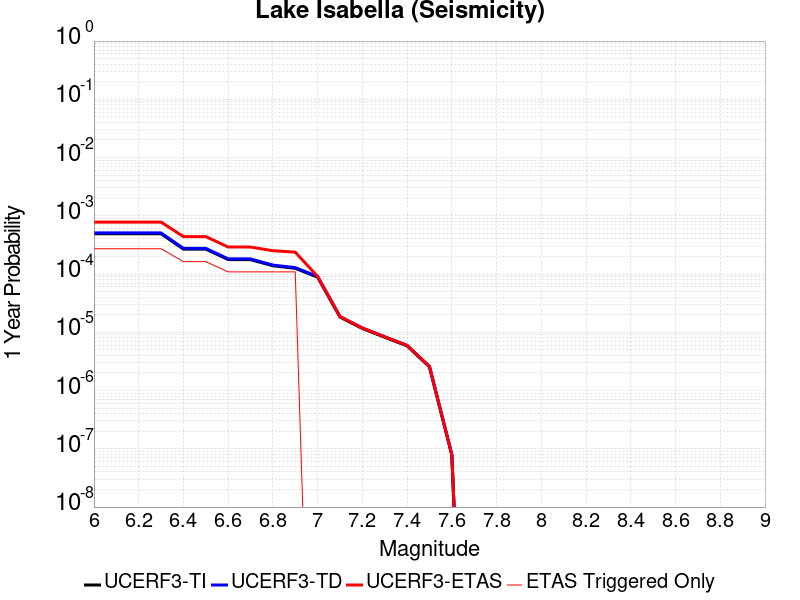 Lake Isabella (Seismicity)
10 0
10 -1
10 -2
10 -3
10 -4
10 -5
10 -6
10 -7
10 -8
1 Year Probability
6 6.2 6.4 6.6 6.8 7 7.2 7.4 7.6 7.8 8 8.2 8.4 8.6 8.8 9
Magnitude
UCERF3-TI UCERF3-TD UCERF3-ETAS ETAS Triggered Only